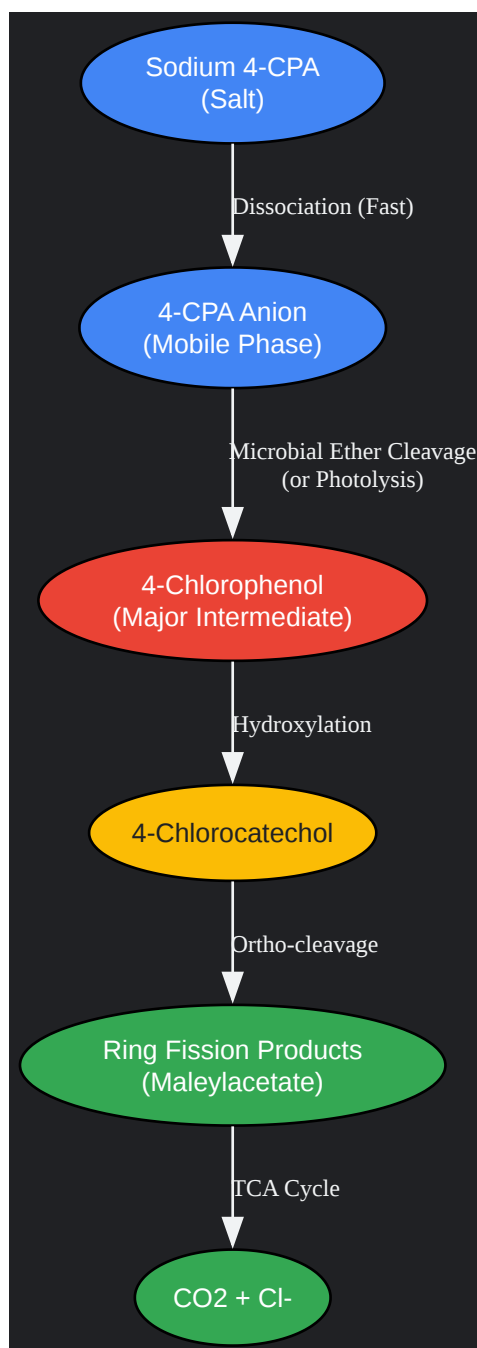 Sodium 4-CPA
(Salt)
Dissociation (Fast)
4-CPA Anion
(Mobile Phase)
Microbial Ether Cleavage
(or Photolysis)
4-Chlorophenol
(Major Intermediate)
Hydroxylation
4-Chlorocatechol
Ortho-cleavage
Ring Fission Products
(Maleylacetate)
TCA Cycle
CO2 + Cl-